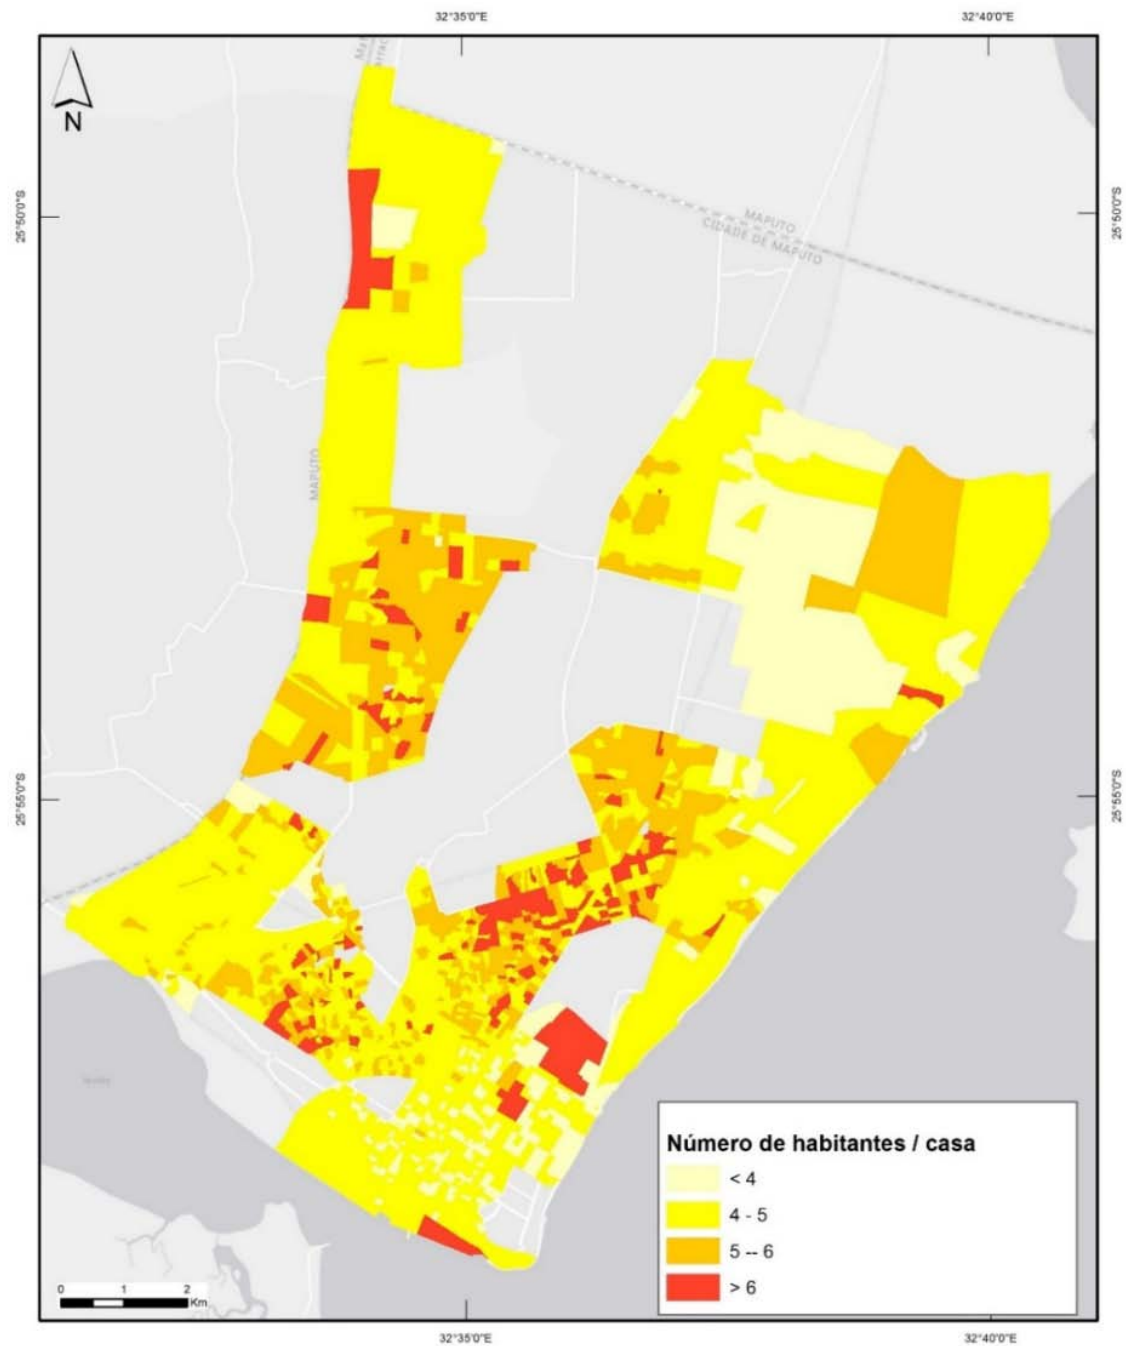 32°35'0"E
32°40'0"E
N
25°50'0"S
25°50'0"S
MAPUTO
CIDADE DE MAPUTO
MAPUTO
25°55'0"S
25°55'0"S
Número de habitantes / casa
< 4
4 - 5
5 -- 6
> 6
0 1 2
Km
32°35'0"E
32°40'0"E